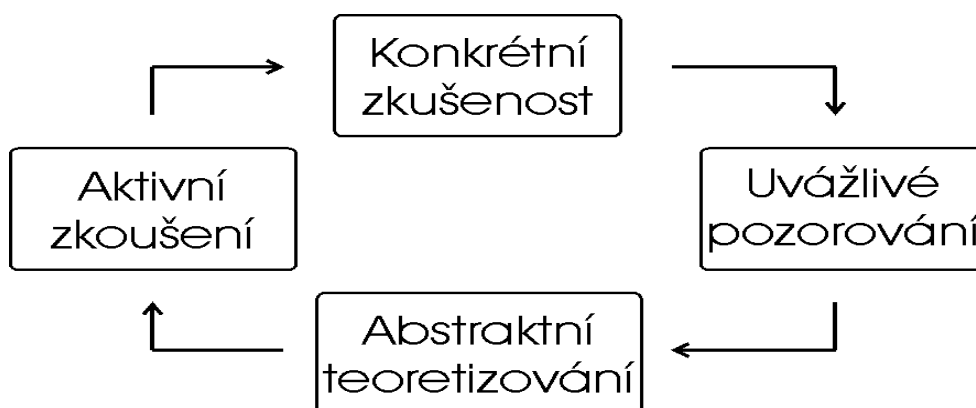 Konkrétní
zkušenost
Uvážlivé
pozorování
Abstraktní
teoretizování
Aktivní
zkoušení